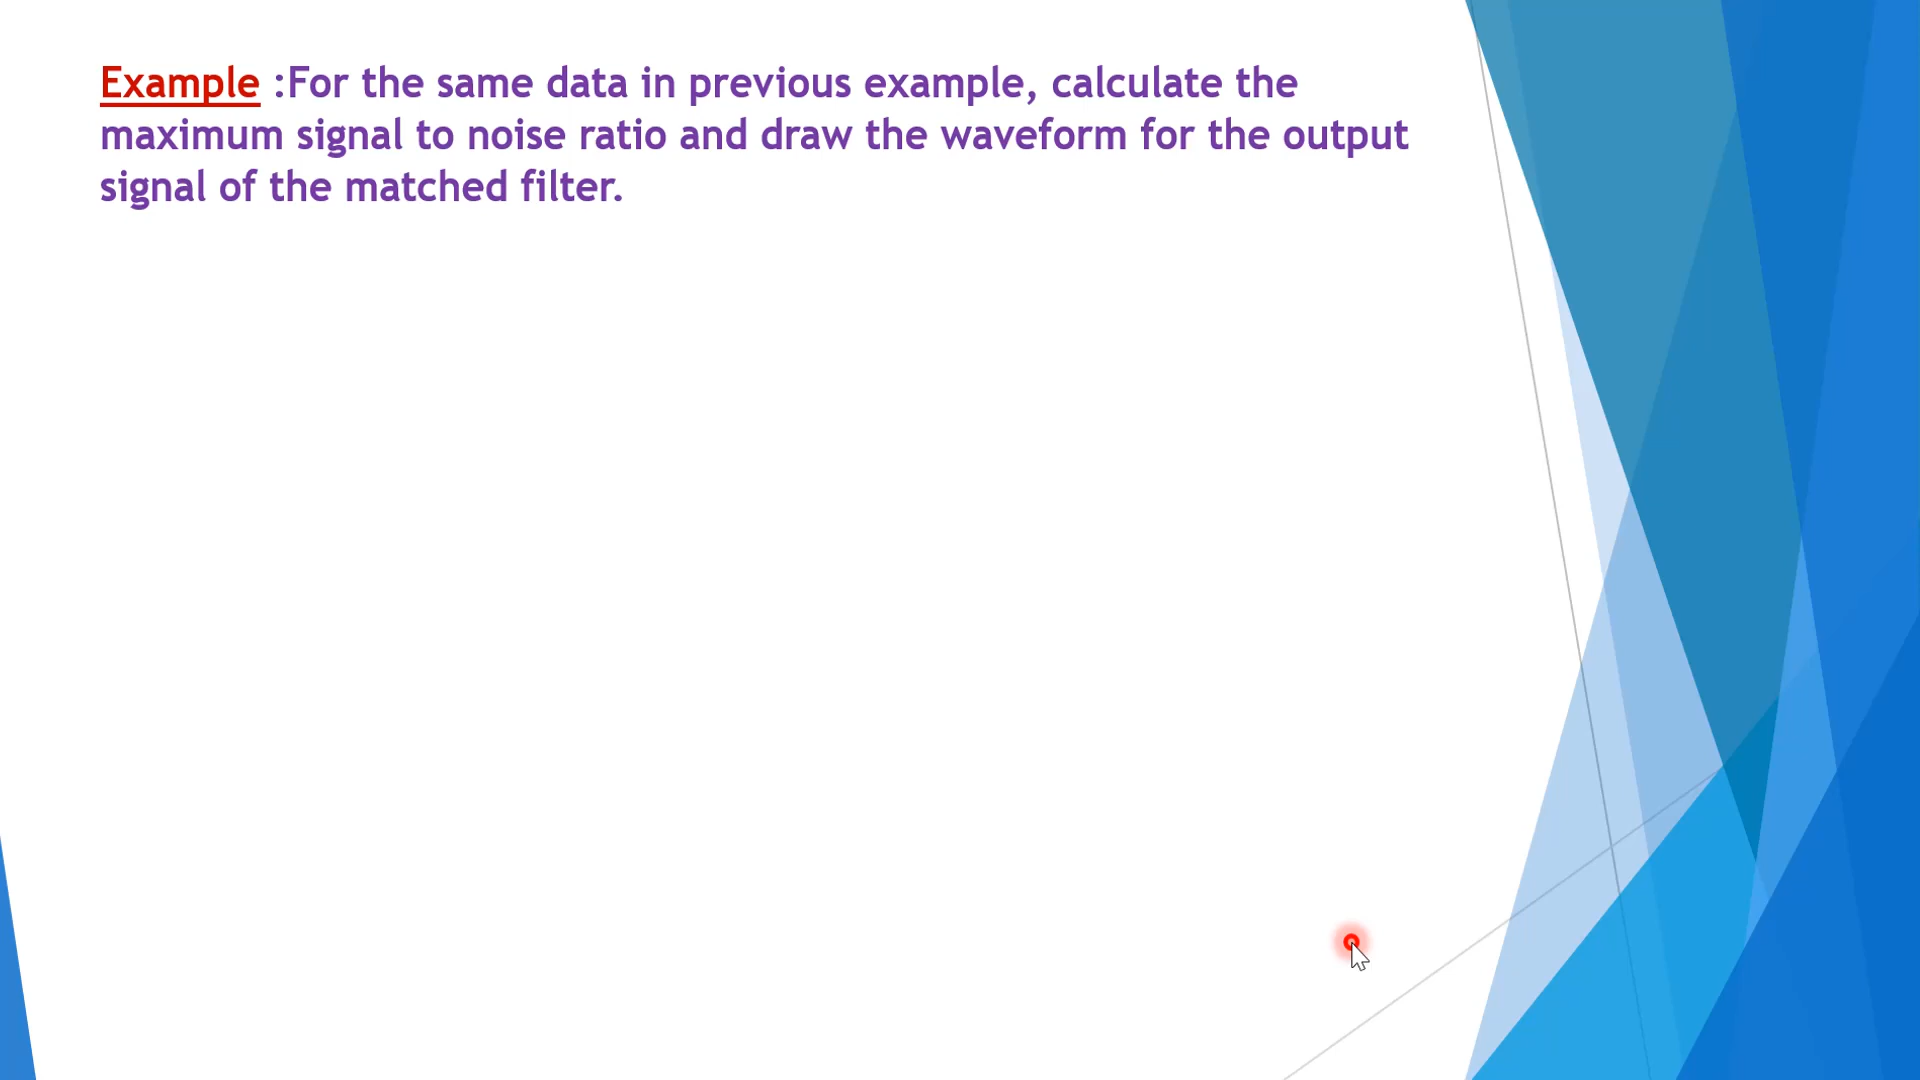 Example :For the same data in previous example, calculate the
maximum signal to noise ratio and draw the waveform for the output
signal of the matched filter.